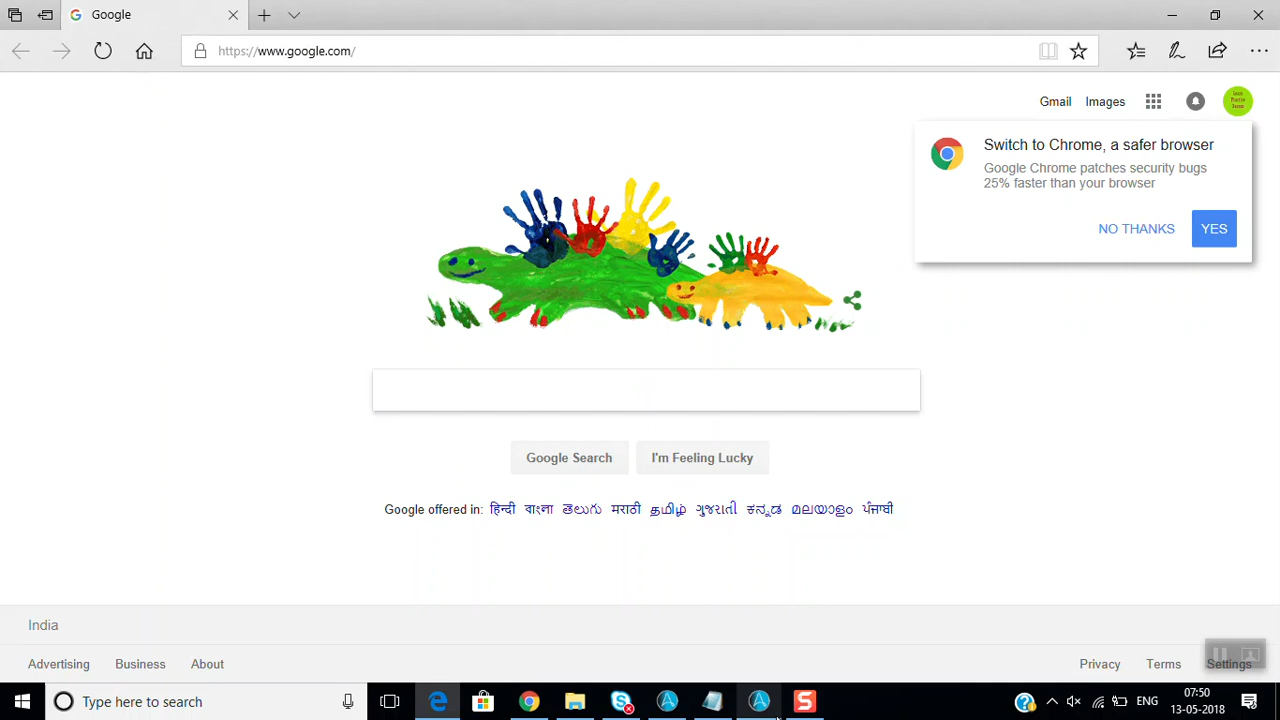 Google
https://www.google.com/
Gmail Images
Switch to Chrome, a safer browser
Google Chrome patches security bugs
25% faster than your browser
NO THANKS YES
Google Search I'm Feeling Lucky
Google offered in: हिन्दी বাংলা తెలుగు मराठी தமிழ் ગુજરાતી ಕನ್ನಡ മലയാളം ਪੰਜਾਬੀ
India
Advertising Business About
Privacy Terms Settings
Type here to search
ENG
07:50
13-05-2018